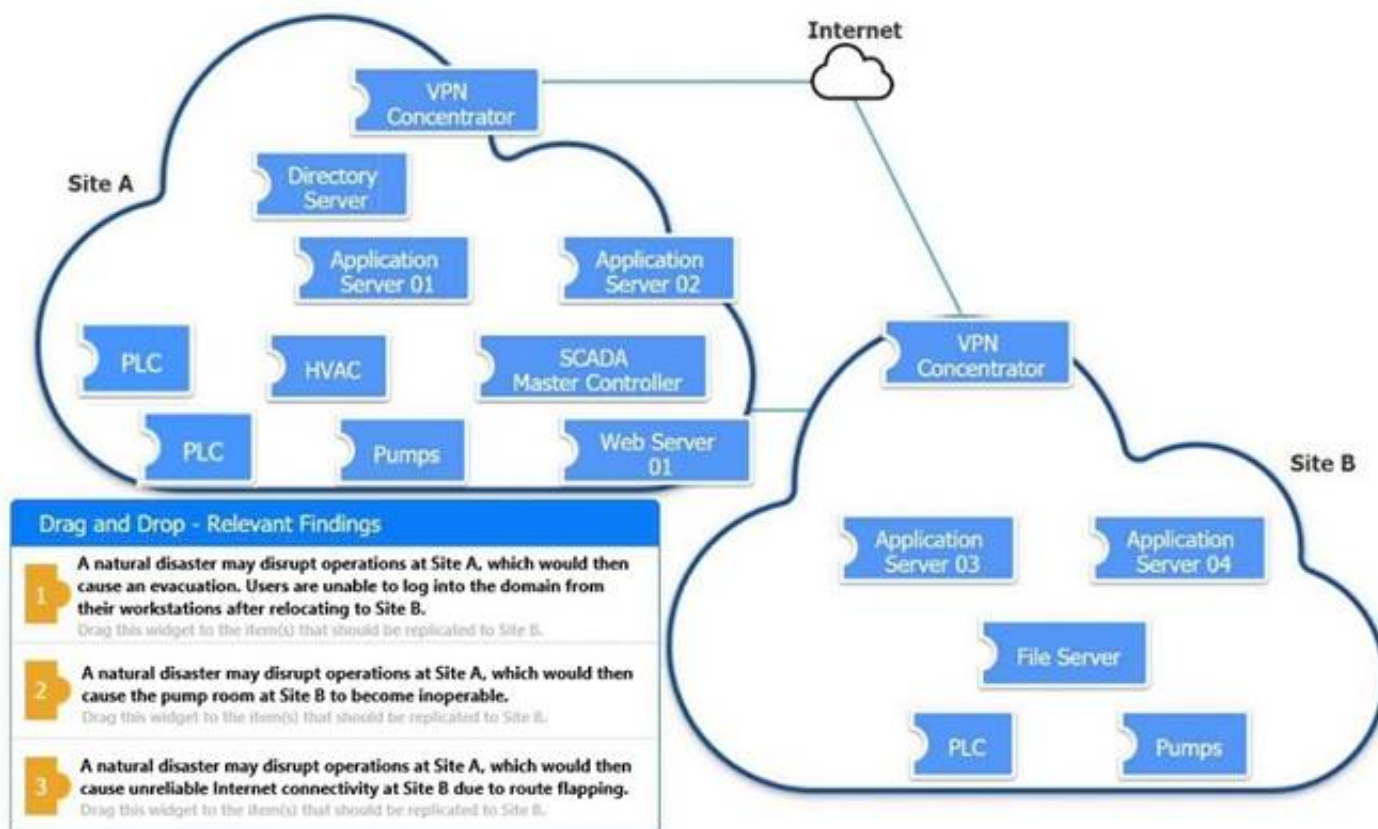 Internet
VPN
Concentrator
Site A
Directory
Server
Application
Server 01
Application
Server 02
PLC
HVAC
SCADA
Master Controller
VPN
Concentrator
PLC
Pumps
Web Server
01
Site B
Application
Server 03
Application
Server 04
File Server
PLC
Pumps
Drag and Drop - Relevant Findings
1
A natural disaster may disrupt operations at Site A, which would then
cause an evacuation. Users are unable to log into the domain from
their workstations after relocating to Site B.
Drag this widget to the item(s) that should be replicated to Site B.
2
A natural disaster may disrupt operations at Site A, which would then
cause the pump room at Site B to become inoperable.
Drag this widget to the item(s) that should be replicated to Site B.
3
A natural disaster may disrupt operations at Site A, which would then
cause unreliable Internet connectivity at Site B due to route flapping.
Drag this widget to the item(s) that should be replicated to Site B.